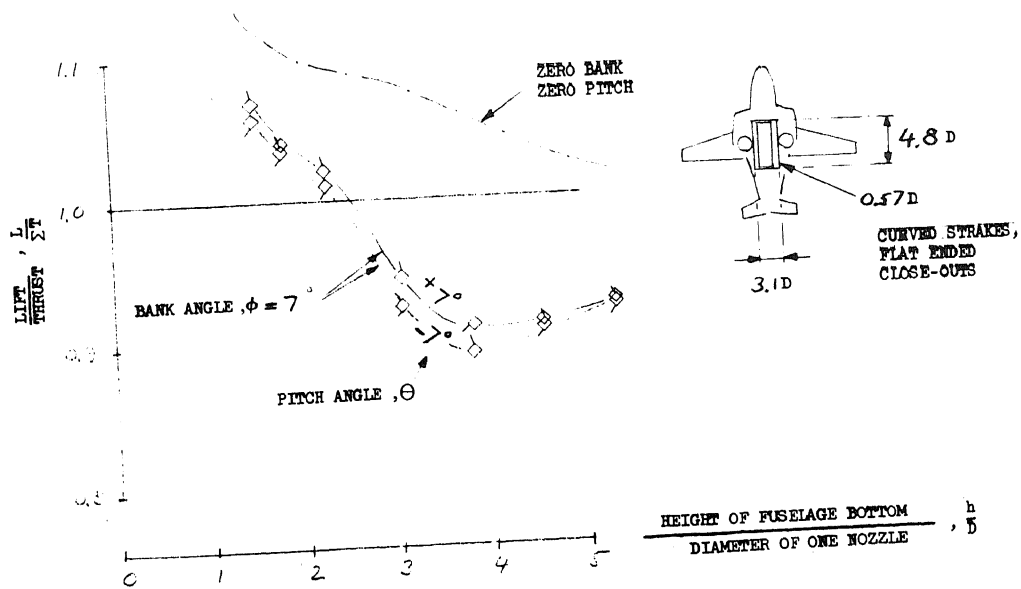 1.1
1.0
0.9
LIFT
THRUST
,
L
ΣT
ZERO BANK
ZERO PITCH
4.8 D
0.57D
CURVED STRAKES,
FLAT ENDED
CLOSE-OUTS
3.1D
BANK ANGLE ,ϕ = 7°
+7°
-7°
PITCH ANGLE ,θ
0 1 2 3 4 5
HEIGHT OF FUSELAGE BOTTOM
DIAMETER OF ONE NOZZLE
,
h
D